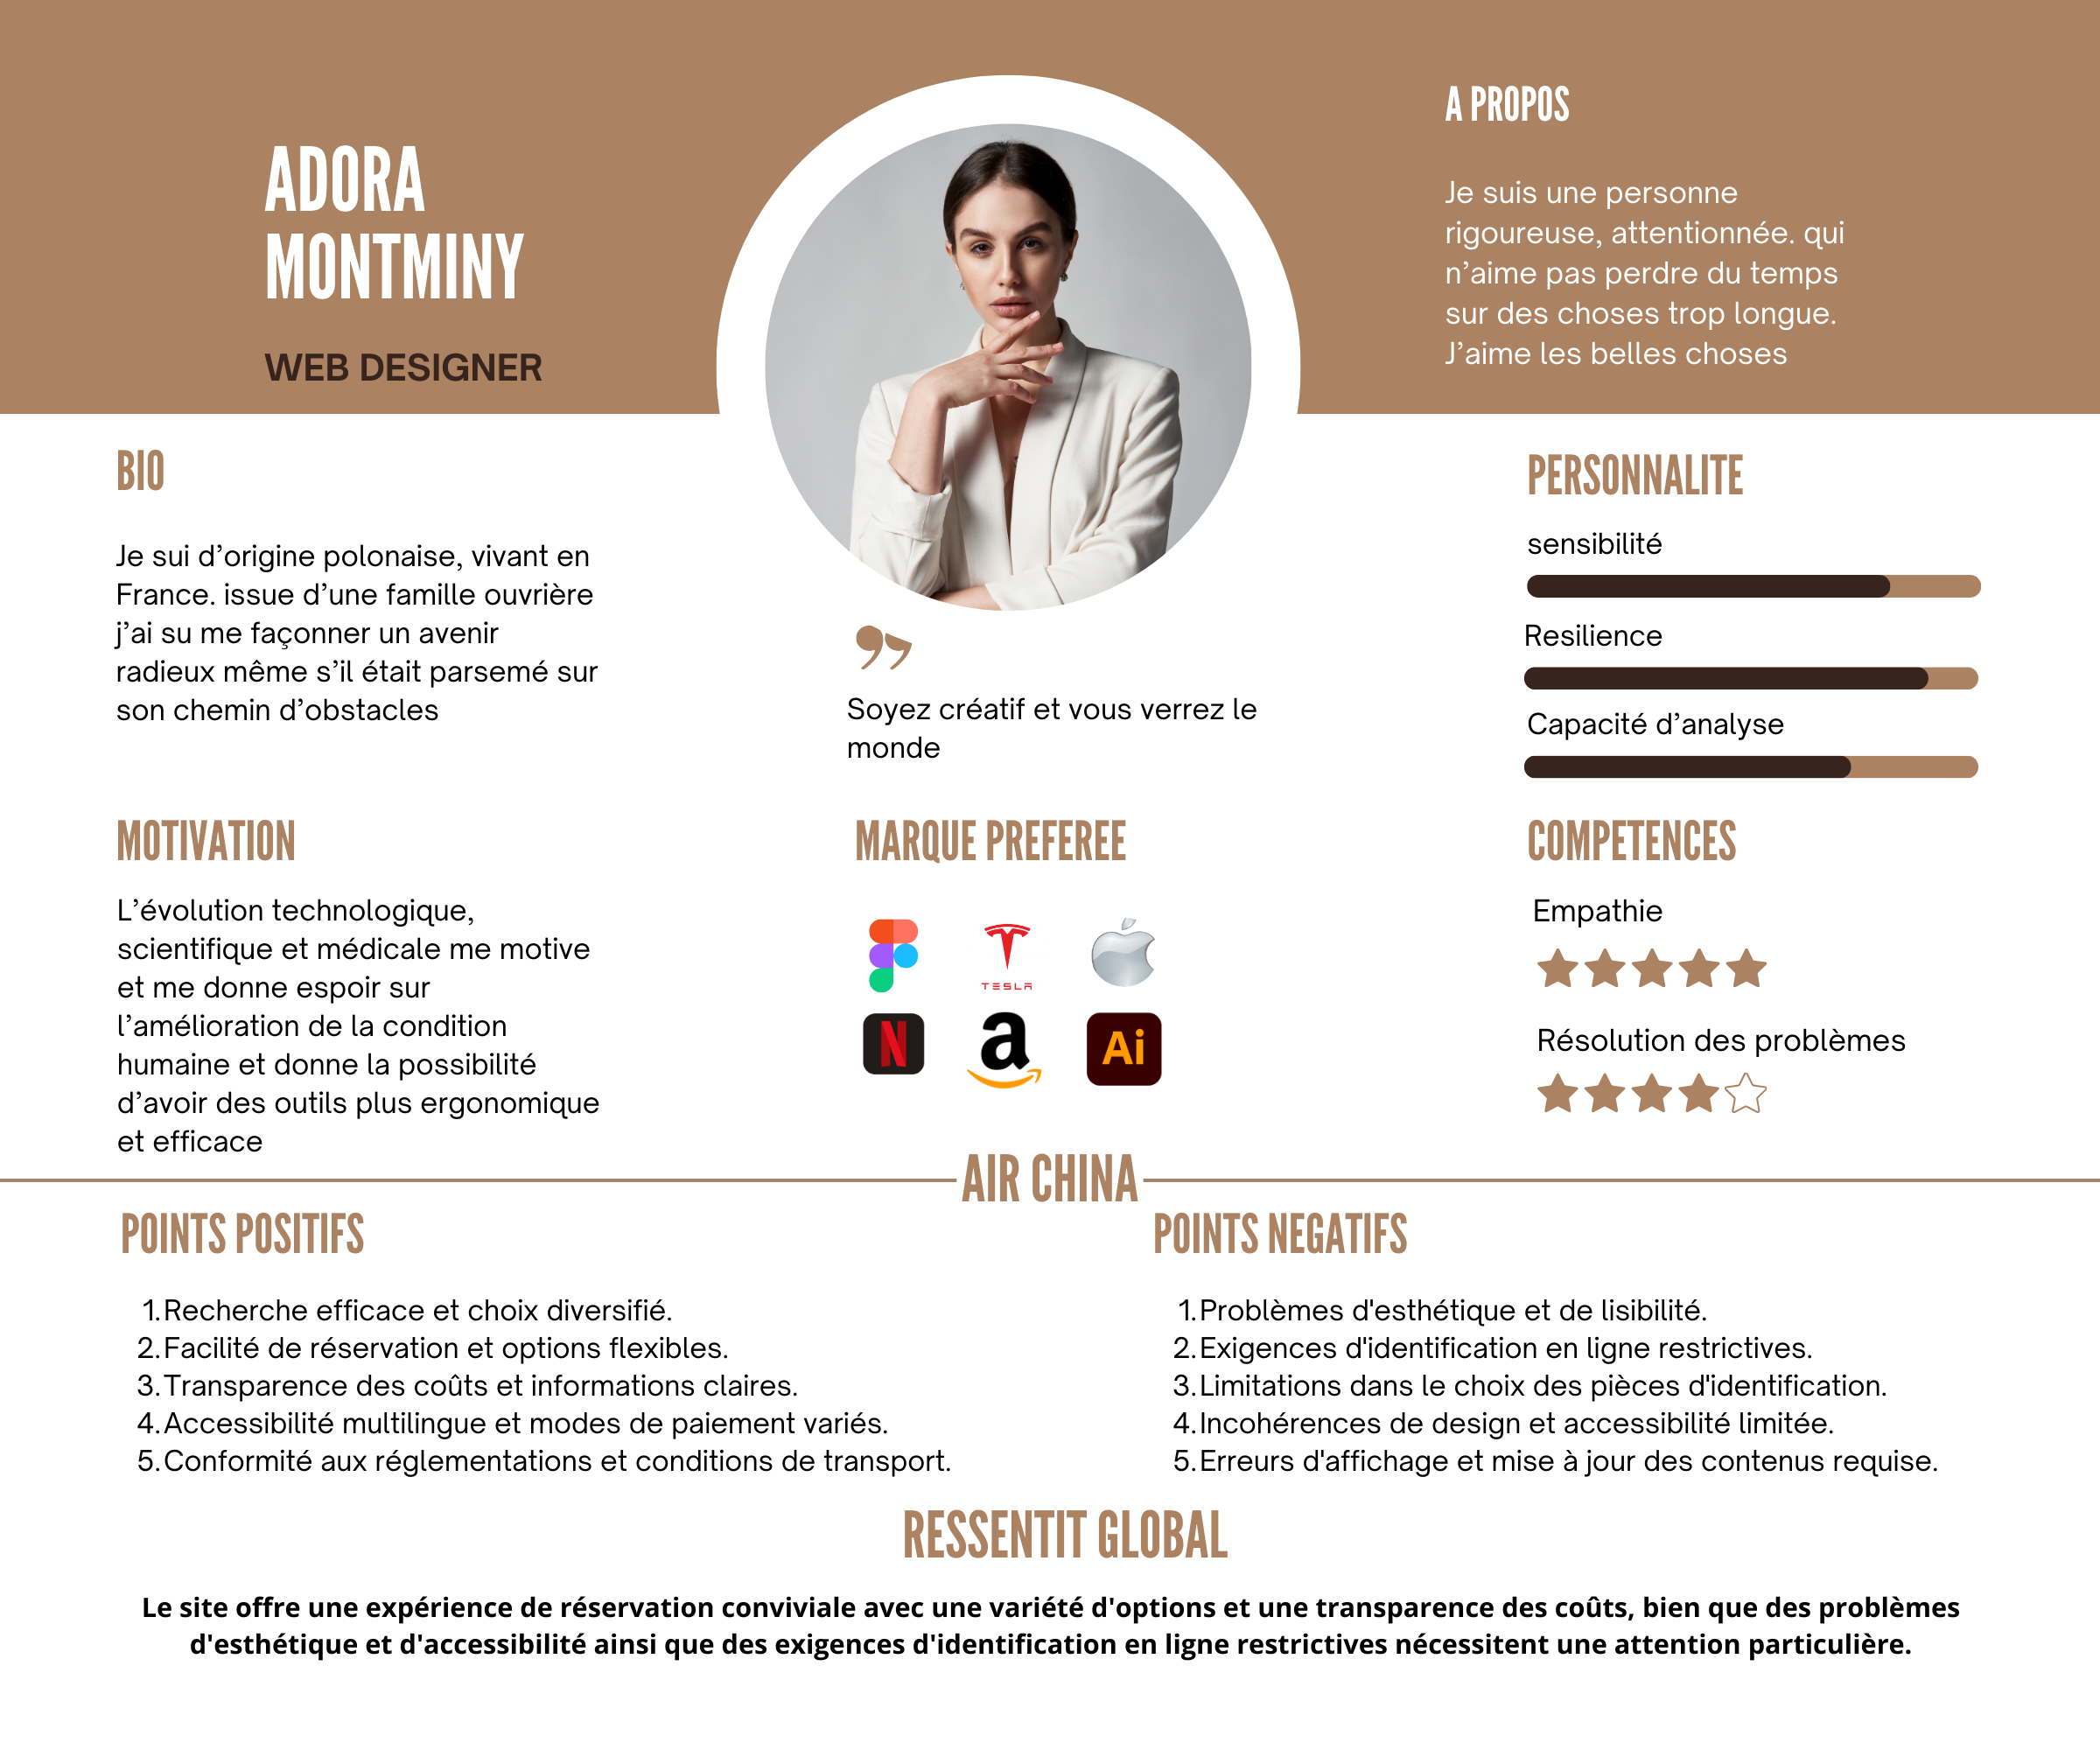 ADORA
MONTMINY
WEB DESIGNER
A PROPOS
Je suis une personne
rigoureuse, attentionnée. qui
n’aime pas perdre du temps
sur des choses trop longue.
J’aime les belles choses
BIO
Je sui d’origine polonaise, vivant en
France. issue d’une famille ouvrière
j’ai su me façonner un avenir
radieux même s’il était parsemé sur
son chemin d’obstacles
Soyez créatif et vous verrez le
monde
PERSONNALITE
sensibilité
Resilience
Capacité d’analyse
MOTIVATION
L’évolution technologique,
scientifique et médicale me motive
et me donne espoir sur
l’amélioration de la condition
humaine et donne la possibilité
d’avoir des outils plus ergonomique
et efficace
MARQUE PREFEREE
TESLA
N
a
Ai
COMPETENCES
Empathie
Résolution des problèmes
AIR CHINA
POINTS POSITIFS
1. Recherche efficace et choix diversifié.
2. Facilité de réservation et options flexibles.
3. Transparence des coûts et informations claires.
4. Accessibilité multilingue et modes de paiement variés.
5. Conformité aux réglementations et conditions de transport.
POINTS NEGATIFS
1. Problèmes d'esthétique et de lisibilité.
2. Exigences d'identification en ligne restrictives.
3. Limitations dans le choix des pièces d'identification.
4. Incohérences de design et accessibilité limitée.
5. Erreurs d'affichage et mise à jour des contenus requise.
RESSENTIT GLOBAL
Le site offre une expérience de réservation conviviale avec une variété d'options et une transparence des coûts, bien que des problèmes
d'esthétique et d'accessibilité ainsi que des exigences d'identification en ligne restrictives nécessitent une attention particulière.